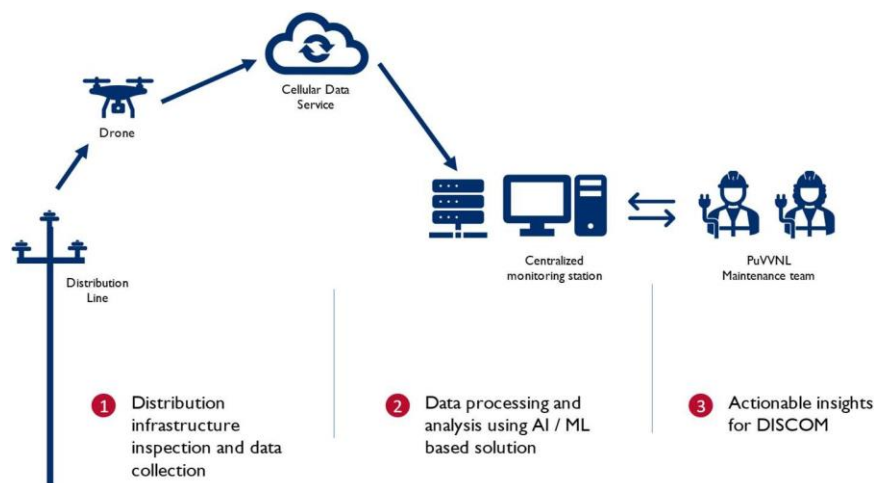 Cellular Data
Service
Drone
Distribution
Line
Centralized
monitoring station
PuVVNL
Maintenance team
1 Distribution
infrastructure
inspection and data
collection
2 Data processing and
analysis using AI / ML
based solution
3 Actionable insights
for DISCOM